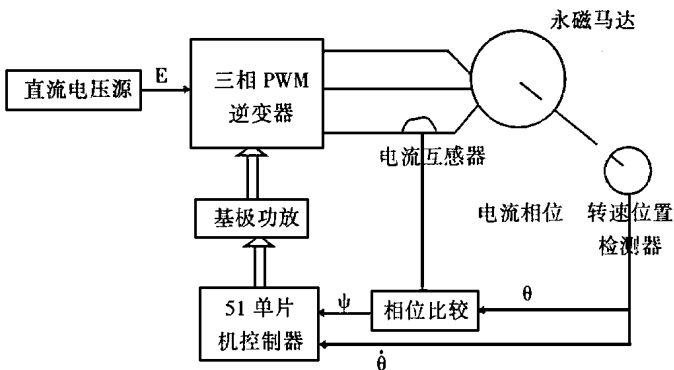 永磁马达
直流电压源
E
三相 PWM
逆变器
电流互感器
基极功放
电流相位
转速位置
检测器
51 单片
机控制器
ψ
相位比较
θ
θ̇